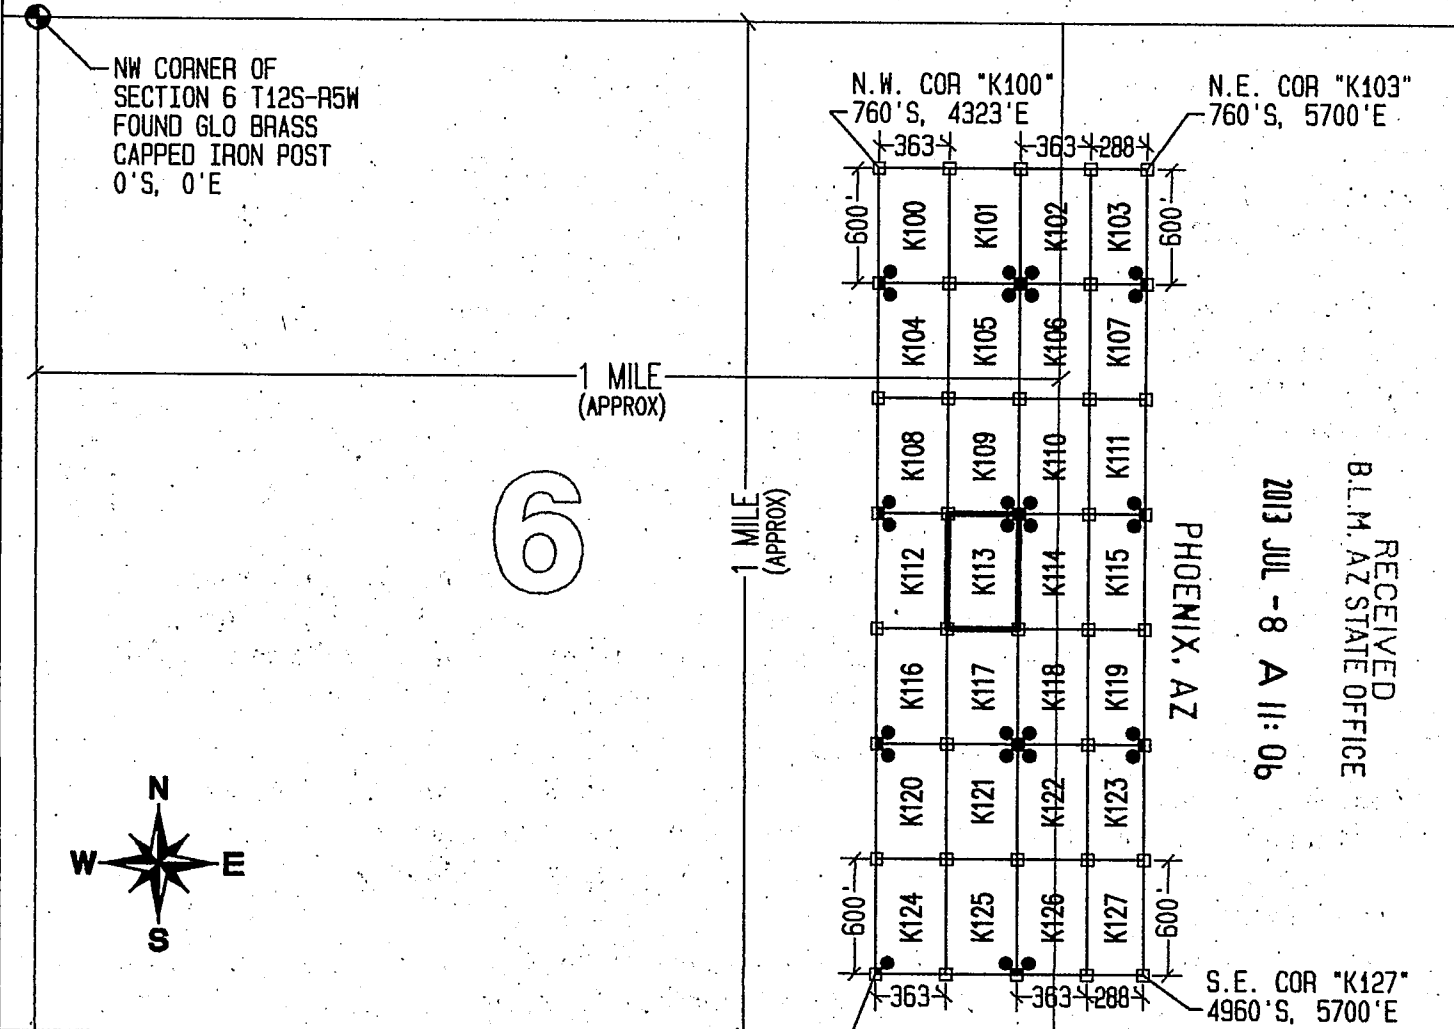 NW CORNER OF
SECTION 6 T12S-R5W
FOUND GLO BRASS
CAPPED IRON POST
0'S, 0'E
N.W. COR "K100"
760'S, 4323'E
N.E. COR "K103"
760'S, 5700'E
363 363 288
600' 600'
K100 K101 K102 K103
K104 K105 K106 K107
1 MILE
(APPROX)
K108 K109 K110 K111
6
1 MILE
(APPROX)
K112 K113 K114 K115
K116 K117 K118 K119
K120 K121 K122 K123
K124 K125 K126 K127
600' 600'
363 363 288
S.E. COR "K127"
4960'S, 5700'E
RECEIVED
B.L.M. AZ STATE OFFICE
2013 JUL -8 A 11: 06
PHOENIX, AZ
N
W E
S